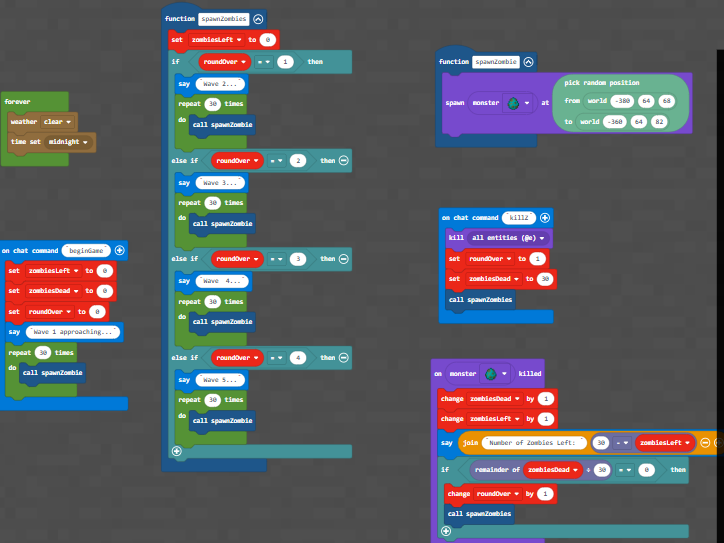 forever
weather clear
time set midnight
on chat command "beginGame"
set zombiesLeft to 0
set zombiesDead to 0
set roundOver to 0
say "Wave 1 approaching..."
repeat 30 times
do call spawnZombie
function spawnZombies
set zombiesLeft to 0
if roundOver = 1 then
say "Wave 2..."
repeat 30 times
do call spawnZombie
else if roundOver = 2 then
say "Wave 3..."
repeat 30 times
do call spawnZombie
else if roundOver = 3 then
say "Wave 4..."
repeat 30 times
do call spawnZombie
else if roundOver = 4 then
say "Wave 5..."
repeat 30 times
do call spawnZombie
function spawnZombie
spawn monster at pick random position
from world -380 64 68
to world -360 64 82
on chat command "killZ"
kill all entities (@e)
set roundOver to 1
set zombiesDead to 30
call spawnZombies
on monster killed
change zombiesDead by 1
change zombiesLeft by 1
say join "Number of Zombies Left: " 30 - zombiesLeft
if remainder of zombiesDead ÷ 30 = 0 then
change roundOver by 1
call spawnZombies